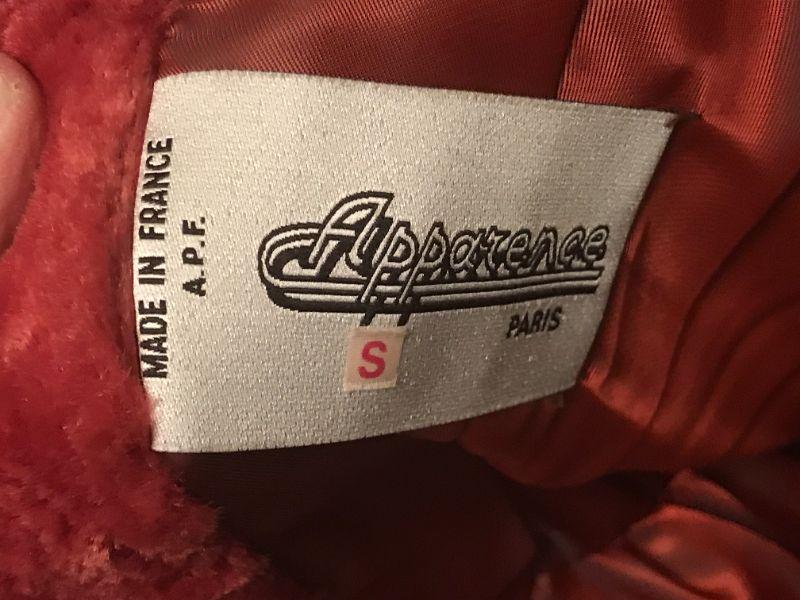 MADE IN FRANCE
A.P.F.
Apparence
PARIS
S